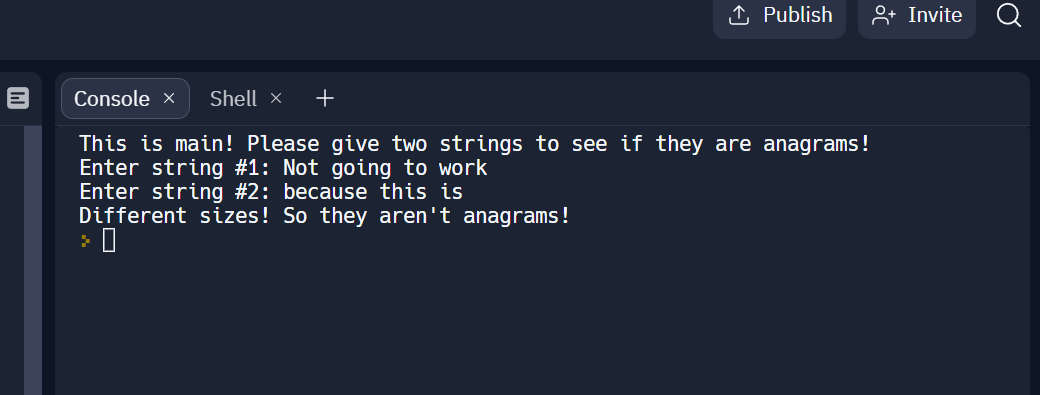 Publish Invite
Console × Shell × +
This is main! Please give two strings to see if they are anagrams!
Enter string #1: Not going to work
Enter string #2: because this is
Different sizes! So they aren't anagrams!